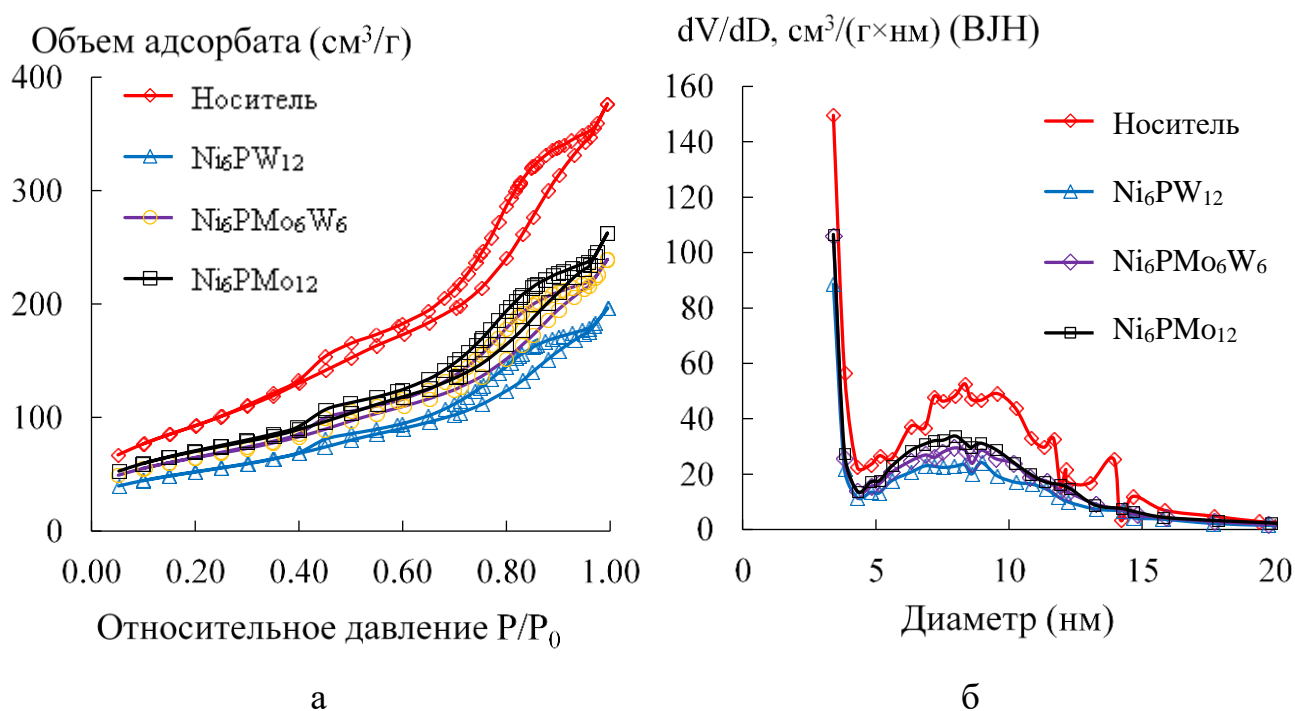 Объем адсорбата (см³/г)
400
300
200
100
0
Носитель
Ni₆PW₁₂
Ni₆PMo₆W₆
Ni₆PMo₁₂
0.00 0.20 0.40 0.60 0.80 1.00
Относительное давление P/P₀
а
dV/dD, см³/(г×нм) (BJH)
160
140
120
100
80
60
40
20
0
Носитель
Ni₆PW₁₂
Ni₆PMo₆W₆
Ni₆PMo₁₂
0 5 10 15 20
Диаметр (нм)
б